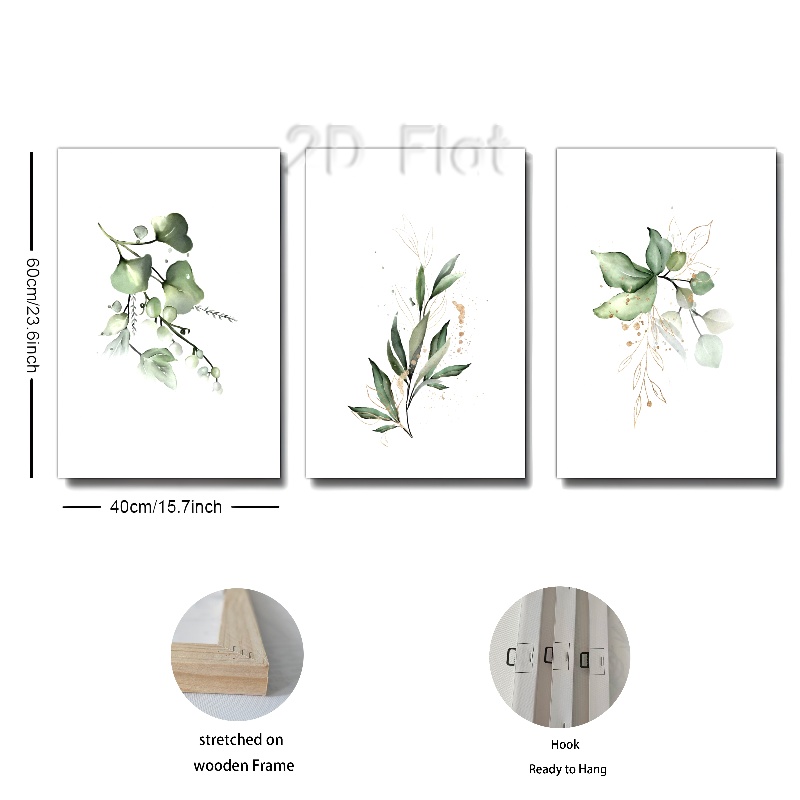 2D Flat
60cm/23.6inch
40cm/15.7inch
stretched on
wooden Frame
Hook
Ready to Hang